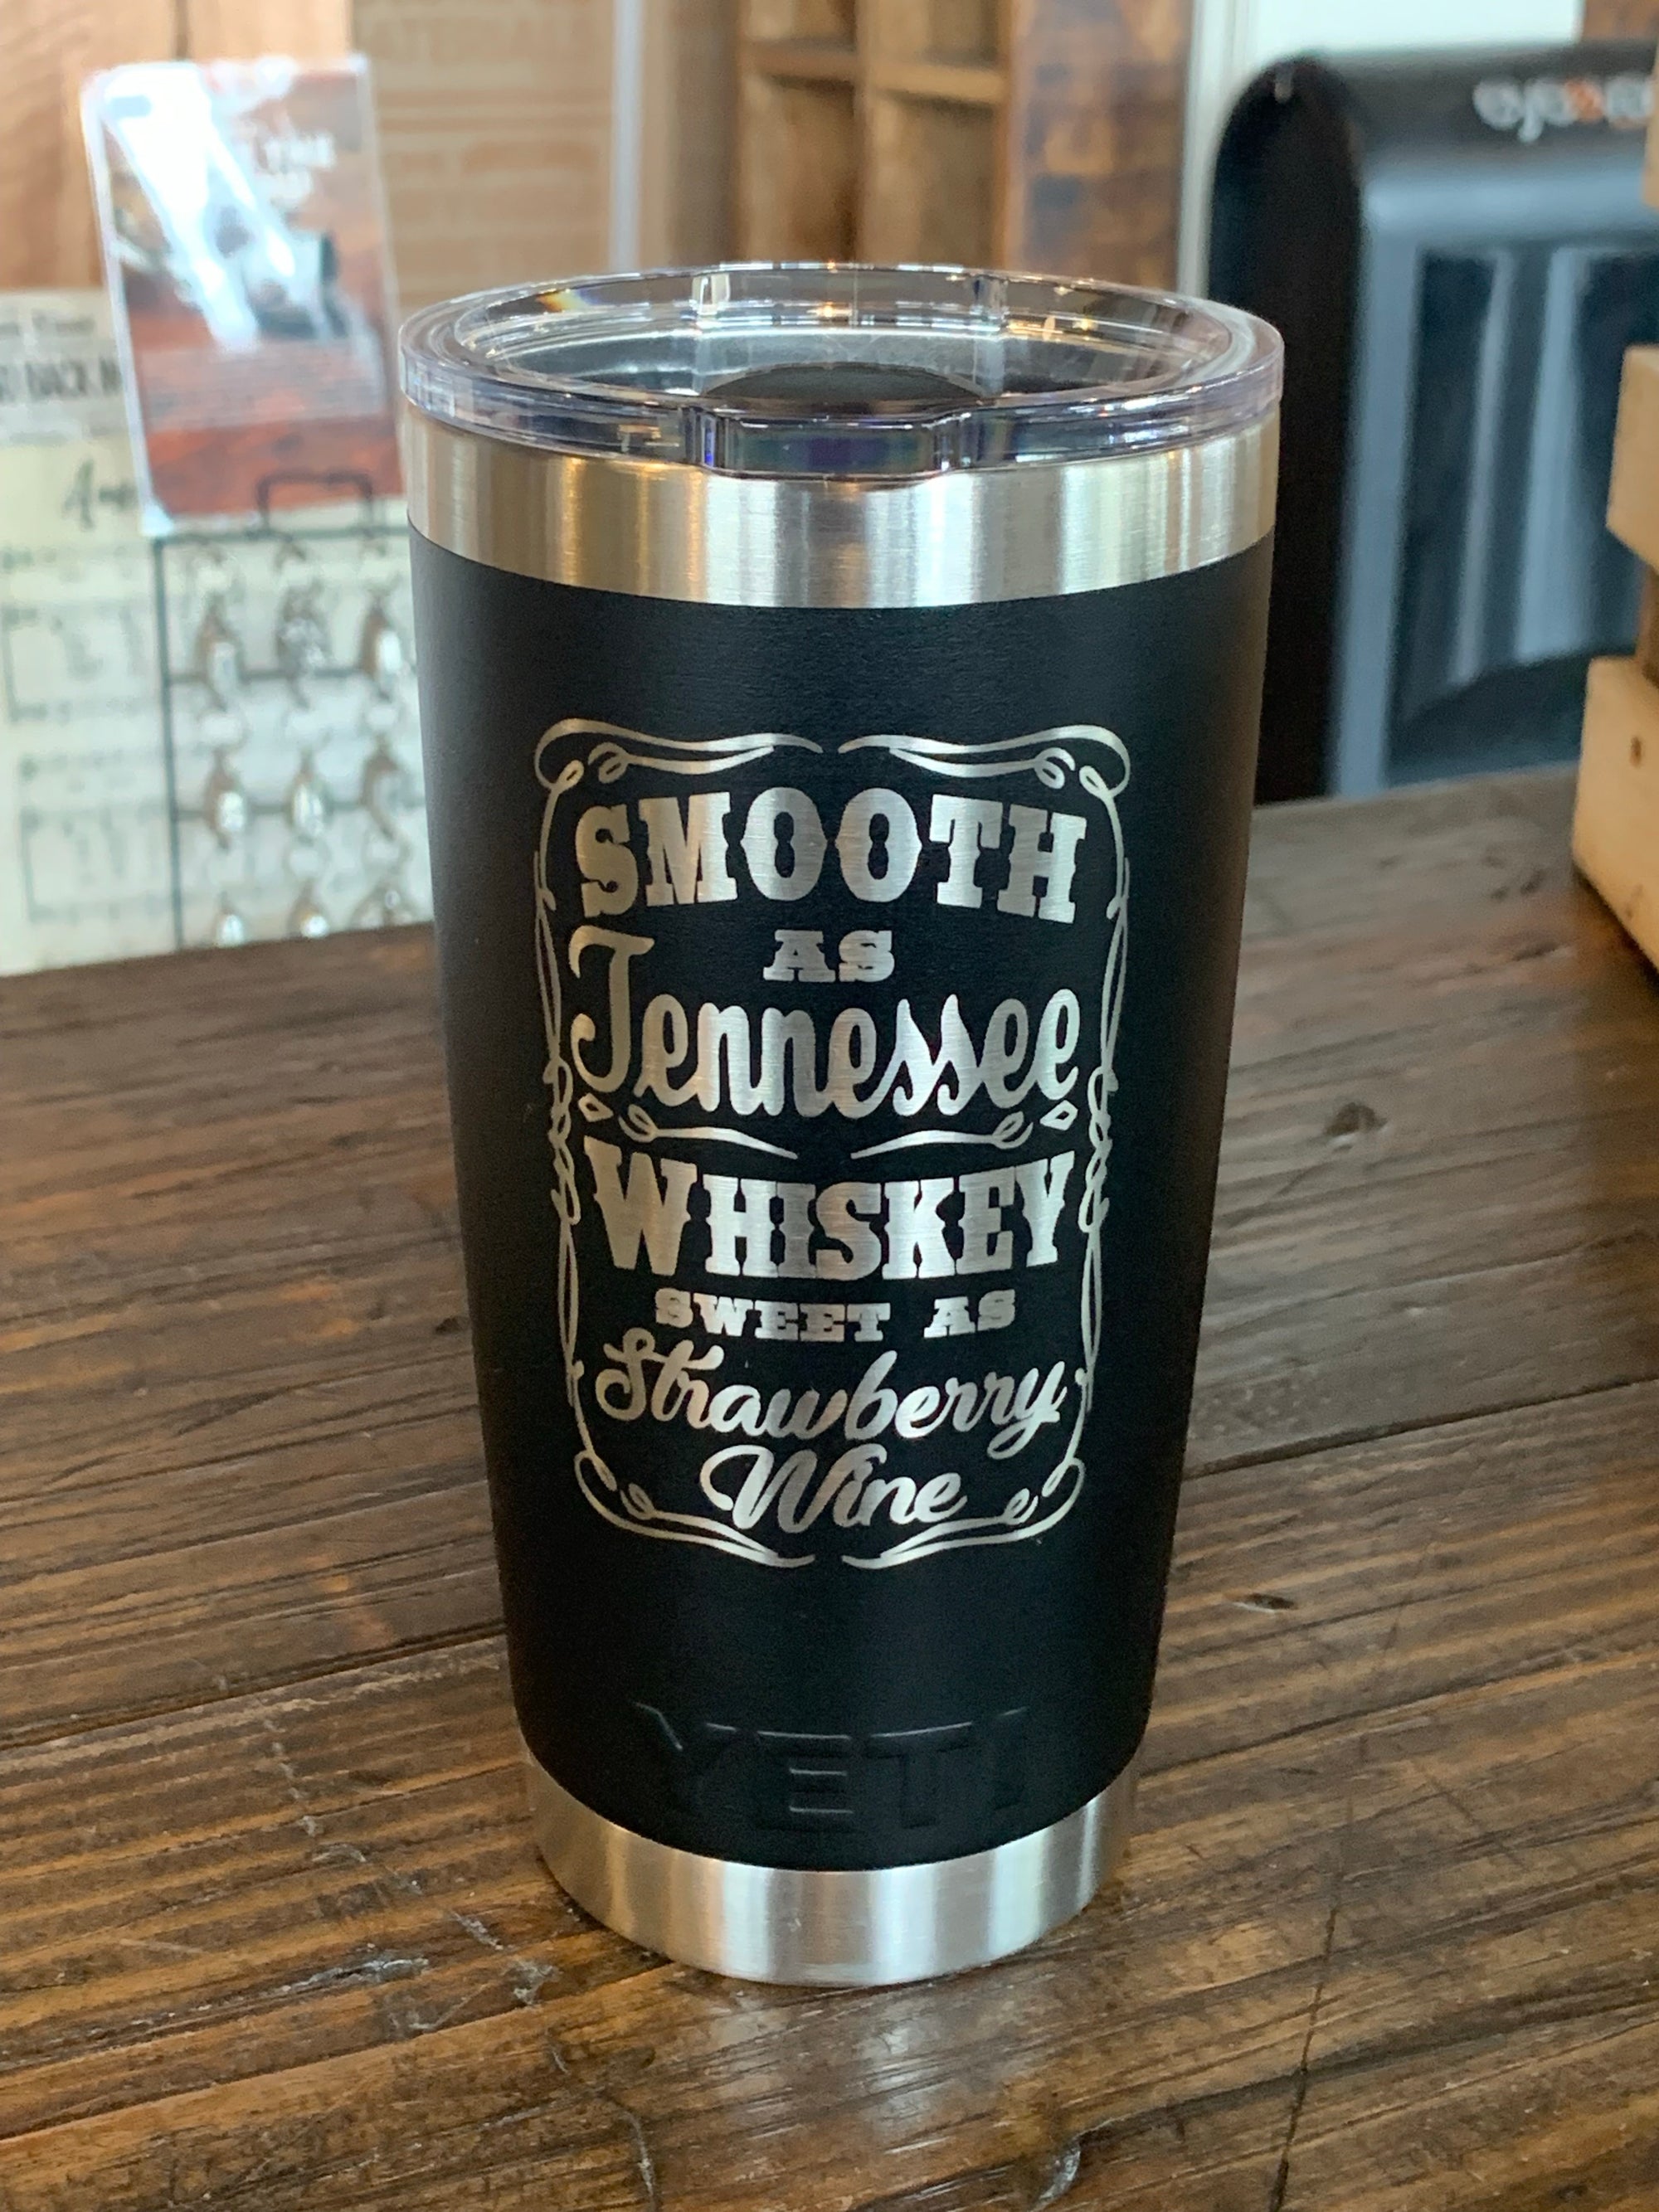 SMOOTH
AS
Tennessee
WHISKEY
SWEET AS
Strawberry
Wine
YETI